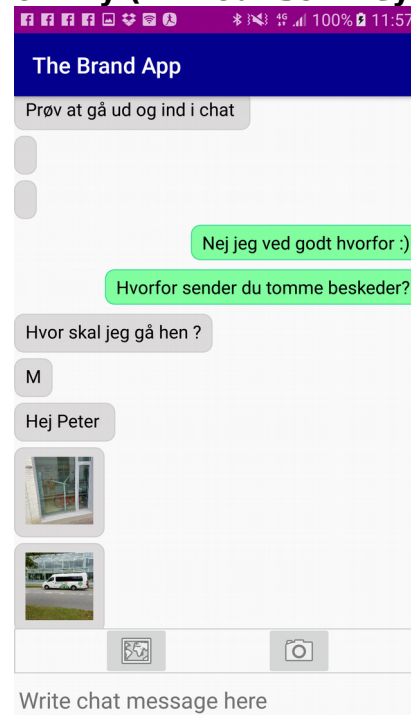 100% 11:57
The Brand App
Prøv at gå ud og ind i chat
Nej jeg ved godt hvorfor :)
Hvorfor sender du tomme beskeder?
Hvor skal jeg gå hen ?
M
Hej Peter
Write chat message here